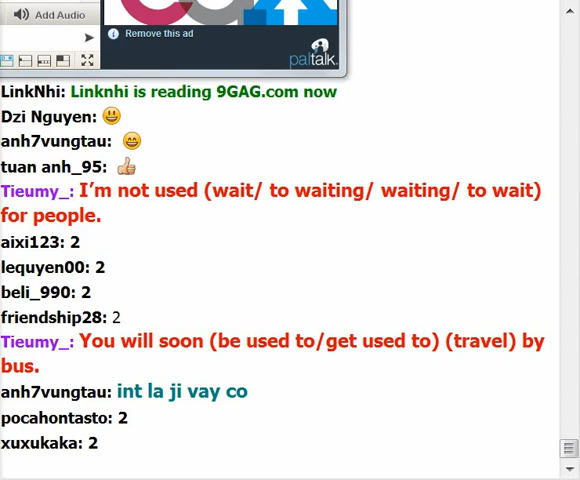 Add Audio
Remove this ad
paltalk
LinkNhi: Linknhi is reading 9GAG.com now
Dzi Nguyen:
anh7vungtau:
tuan anh_95:
Tieumy_: I’m not used (wait/ to waiting/ waiting/ to wait)
for people.
aixi123: 2
lequyen00: 2
beli_990: 2
friendship28: 2
Tieumy_: You will soon (be used to/get used to) (travel) by
bus.
anh7vungtau: int la ji vay co
pocahontasto: 2
xuxukaka: 2